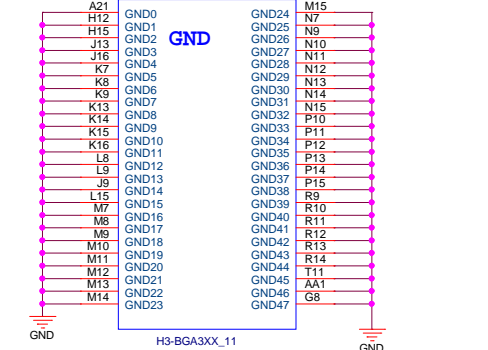 A21 GND0 GND24 M15
H12 GND1 GND25 N7
H15 GND2 GND26 N9
GND
J13 GND3 GND27 N10
J16 GND4 GND28 N11
K7 GND5 GND29 N12
K8 GND6 GND30 N13
K9 GND7 GND31 N14
K13 GND8 GND32 N15
K14 GND9 GND33 P10
K15 GND10 GND34 P11
K16 GND11 GND35 P12
L8 GND12 GND36 P13
L9 GND13 GND37 P14
J9 GND14 GND38 P15
L15 GND15 GND39 R9
M7 GND16 GND40 R10
M8 GND17 GND41 R11
M9 GND18 GND42 R12
M10 GND19 GND43 R13
M11 GND20 GND44 R14
M12 GND21 GND45 T11
M13 GND22 GND46 AA1
M14 GND23 GND47 G8
GND
H3-BGA3XX_11
GND